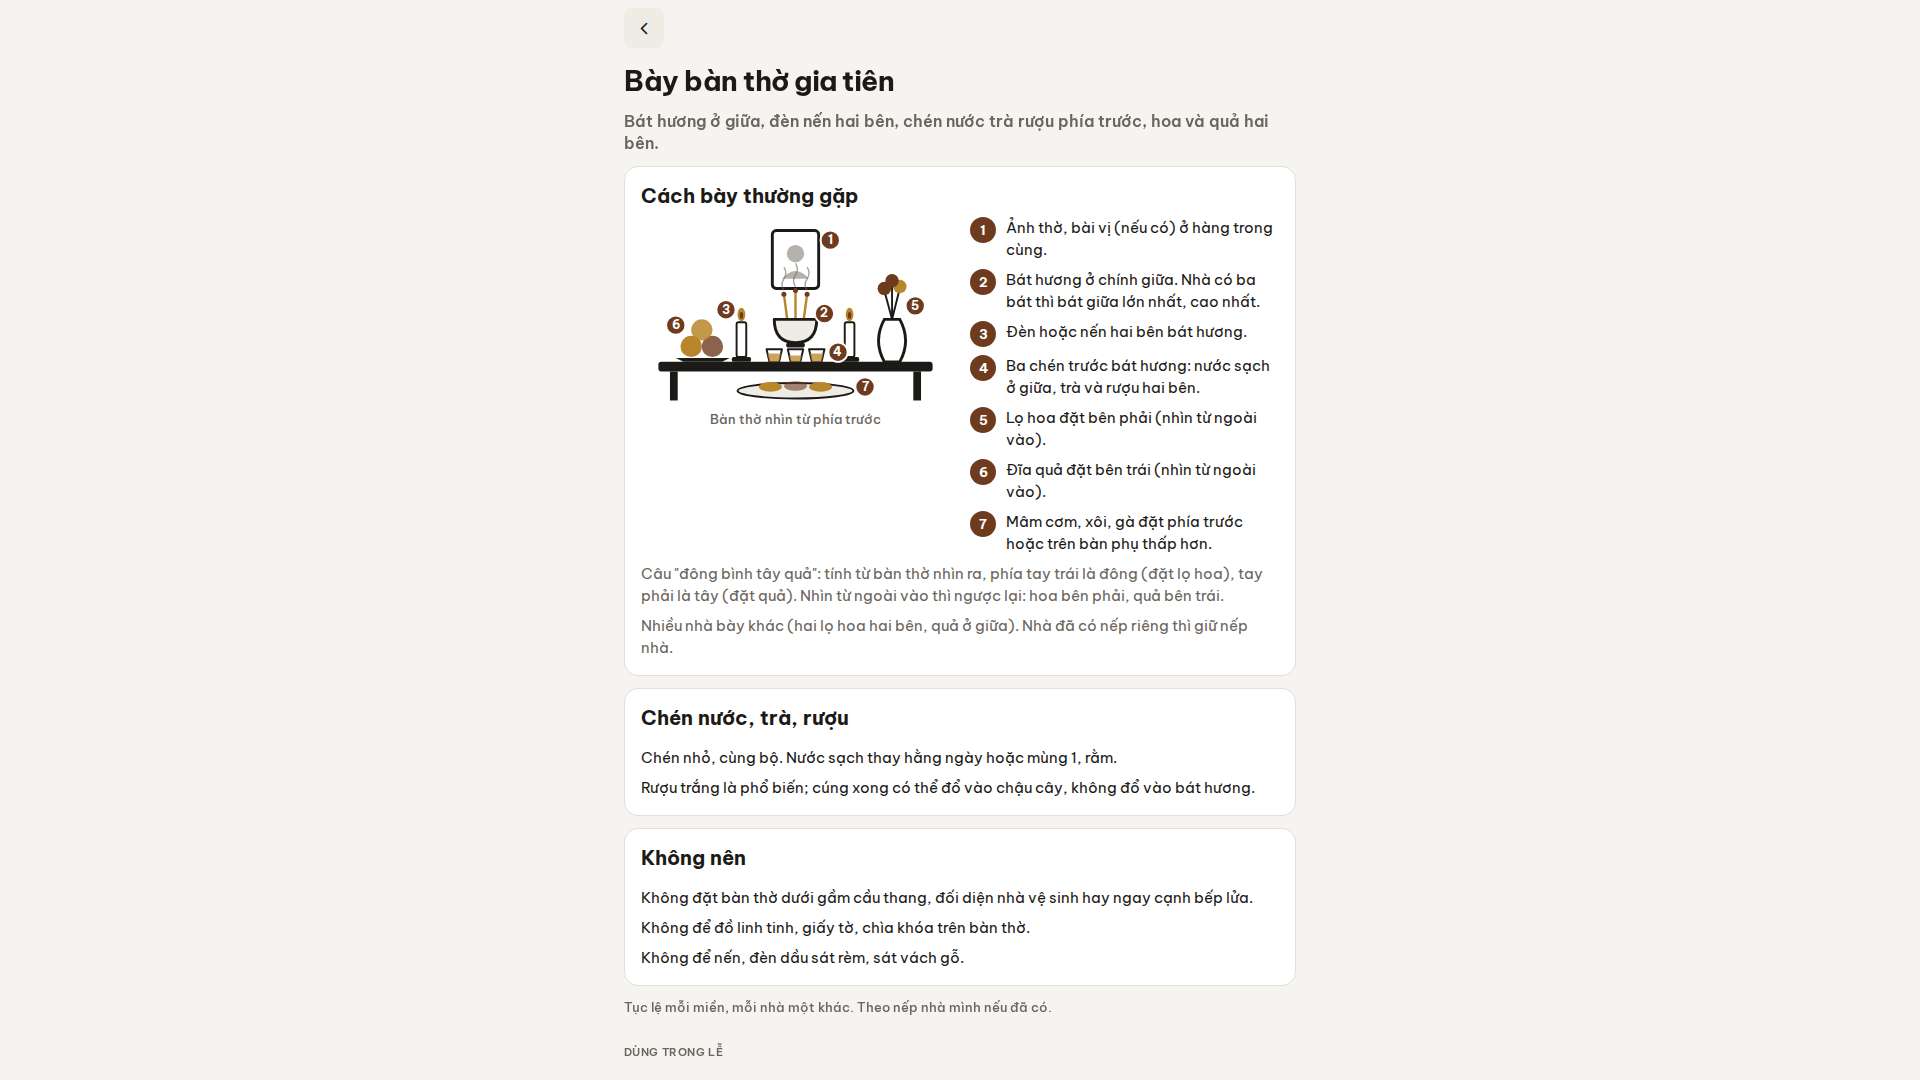 Bày bàn thờ gia tiên
Bát hương ở giữa, đèn nến hai bên, chén nước trà rượu phía trước, hoa và quả hai
bên.
Cách bày thường gặp
1
2
3
4
5
6
7
Bàn thờ nhìn từ phía trước
1 Ảnh thờ, bài vị (nếu có) ở hàng trong
cùng.
2 Bát hương ở chính giữa. Nhà có ba
bát thì bát giữa lớn nhất, cao nhất.
3 Đèn hoặc nến hai bên bát hương.
4 Ba chén trước bát hương: nước sạch
ở giữa, trà và rượu hai bên.
5 Lọ hoa đặt bên phải (nhìn từ ngoài
vào).
6 Đĩa quả đặt bên trái (nhìn từ ngoài
vào).
7 Mâm cơm, xôi, gà đặt phía trước
hoặc trên bàn phụ thấp hơn.
Câu "đông bình tây quả": tính từ bàn thờ nhìn ra, phía tay trái là đông (đặt lọ hoa), tay
phải là tây (đặt quả). Nhìn từ ngoài vào thì ngược lại: hoa bên phải, quả bên trái.
Nhiều nhà bày khác (hai lọ hoa hai bên, quả ở giữa). Nhà đã có nếp riêng thì giữ nếp
nhà.
Chén nước, trà, rượu
Chén nhỏ, cùng bộ. Nước sạch thay hằng ngày hoặc mùng 1, rằm.
Rượu trắng là phổ biến; cúng xong có thể đổ vào chậu cây, không đổ vào bát hương.
Không nên
Không đặt bàn thờ dưới gầm cầu thang, đối diện nhà vệ sinh hay ngay cạnh bếp lửa.
Không để đồ linh tinh, giấy tờ, chìa khóa trên bàn thờ.
Không để nến, đèn dầu sát rèm, sát vách gỗ.
Tục lệ mỗi miền, mỗi nhà một khác. Theo nếp nhà mình nếu đã có.
DÙNG TRONG LỄ